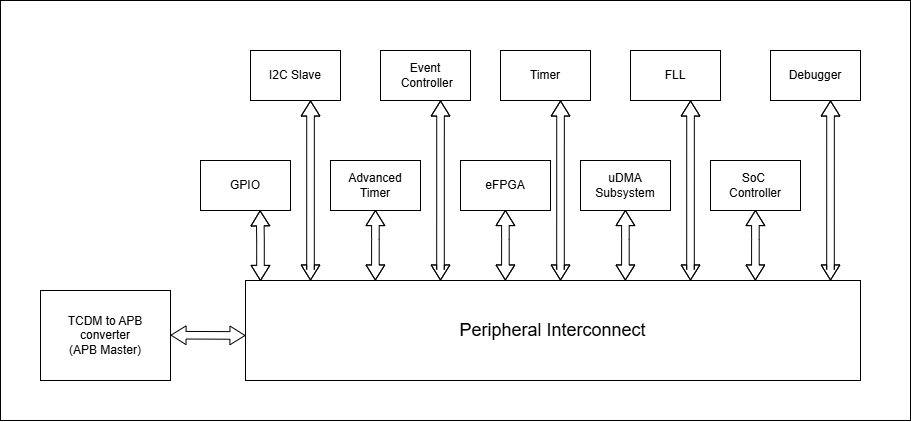 I2C Slave
Event
Controller
Timer
FLL
Debugger
GPIO
Advanced
Timer
eFPGA
uDMA
Subsystem
SoC
Controller
TCDM to APB
converter
(APB Master)
Peripheral Interconnect